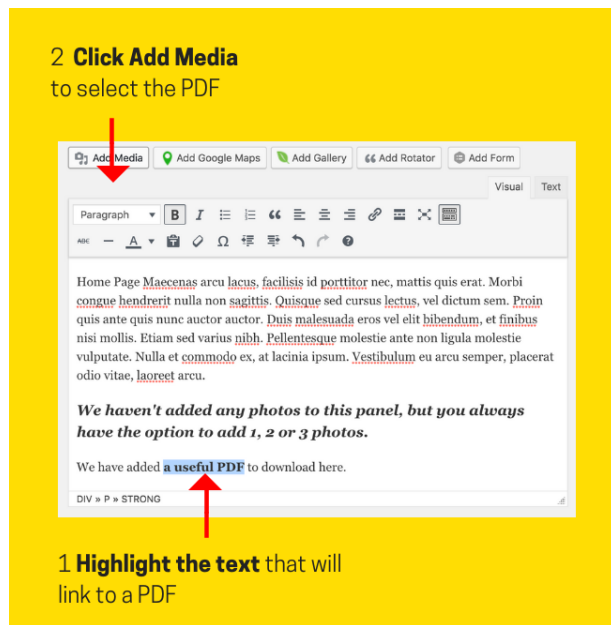 2 Click Add Media
to select the PDF
Add Media Add Google Maps Add Gallery Add Rotator Add Form
Visual Text
Paragraph B I
ABC A Ω
Home Page Maecenas arcu lacus, facilisis id porttitor nec, mattis quis erat. Morbi
congue hendrerit nulla non sagittis. Quisque sed cursus lectus, vel dictum sem. Proin
quis ante quis nunc auctor auctor. Duis malesuada eros vel elit bibendum, et finibus
nisi mollis. Etiam sed varius nibh. Pellentesque molestie ante non ligula molestie
vulputate. Nulla et commodo ex, at lacinia ipsum. Vestibulum eu arcu semper, placerat
odio vitae, laoreet arcu.
We haven't added any photos to this panel, but you always
have the option to add 1, 2 or 3 photos.
We have added a useful PDF to download here.
DIV » P » STRONG
1 Highlight the text that will
link to a PDF